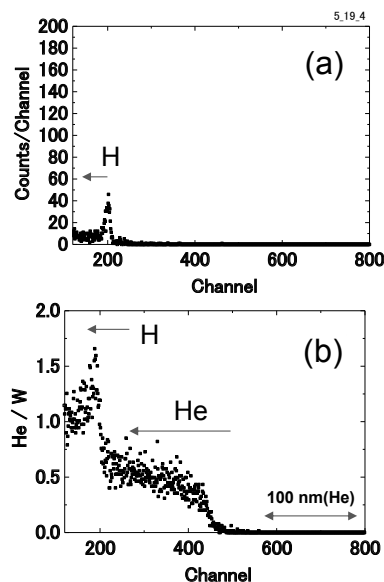 5_19_4
(a)
Counts/Channel
200
180
160
140
120
100
80
60
40
20
0
H
200 400 600 800
Channel
(b)
He / W
2.0
1.5
1.0
0.5
0.0
H
He
100 nm(He)
200 400 600 800
Channel